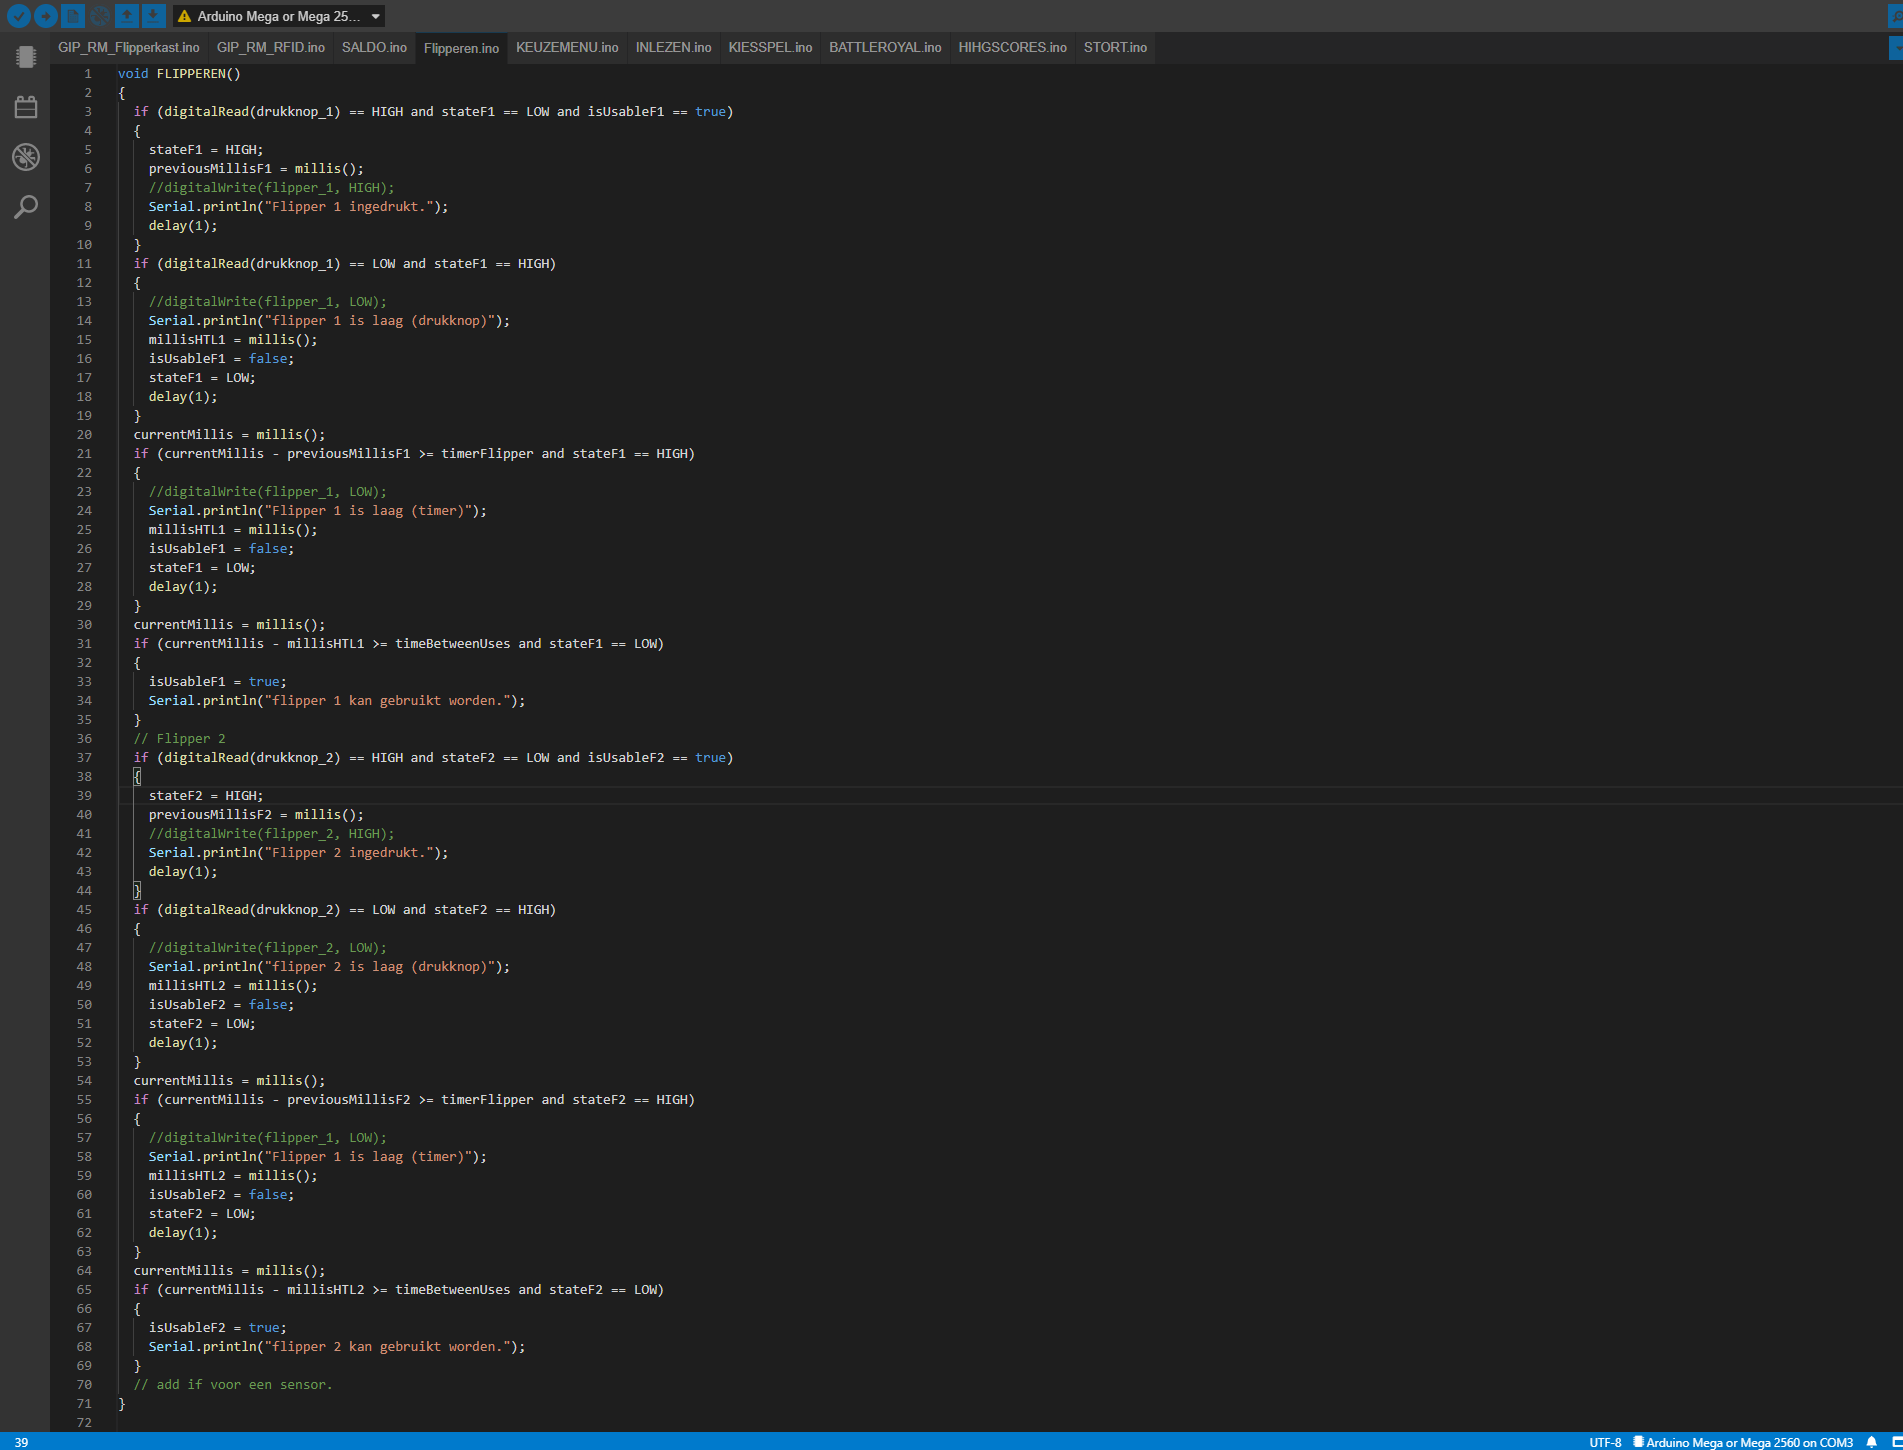 Arduino Mega or Mega 25...
GIP_RM_Flipperkast.ino GIP_RM_RFID.ino SALDO.ino Flipperen.ino KEUZEMENU.ino INLEZEN.ino KIESSPEL.ino BATTLEROYAL.ino HIHGSCORES.ino STORT.ino
1 void FLIPPEREN()
2 {
3 if (digitalRead(drukknop_1) == HIGH and stateF1 == LOW and isUsableF1 == true)
4 {
5 stateF1 = HIGH;
6 previousMillisF1 = millis();
7 //digitalWrite(flipper_1, HIGH);
8 Serial.println("Flipper 1 ingedrukt.");
9 delay(1);
10 }
11 if (digitalRead(drukknop_1) == LOW and stateF1 == HIGH)
12 {
13 //digitalWrite(flipper_1, LOW);
14 Serial.println("flipper 1 is laag (drukknop)");
15 millisHTL1 = millis();
16 isUsableF1 = false;
17 stateF1 = LOW;
18 delay(1);
19 }
20 currentMillis = millis();
21 if (currentMillis - previousMillisF1 >= timerFlipper and stateF1 == HIGH)
22 {
23 //digitalWrite(flipper_1, LOW);
24 Serial.println("Flipper 1 is laag (timer)");
25 millisHTL1 = millis();
26 isUsableF1 = false;
27 stateF1 = LOW;
28 delay(1);
29 }
30 currentMillis = millis();
31 if (currentMillis - millisHTL1 >= timeBetweenUses and stateF1 == LOW)
32 {
33 isUsableF1 = true;
34 Serial.println("flipper 1 kan gebruikt worden.");
35 }
36 // Flipper 2
37 if (digitalRead(drukknop_2) == HIGH and stateF2 == LOW and isUsableF2 == true)
38 {
39 stateF2 = HIGH;
40 previousMillisF2 = millis();
41 //digitalWrite(flipper_2, HIGH);
42 Serial.println("Flipper 2 ingedrukt.");
43 delay(1);
44 }
45 if (digitalRead(drukknop_2) == LOW and stateF2 == HIGH)
46 {
47 //digitalWrite(flipper_2, LOW);
48 Serial.println("flipper 2 is laag (drukknop)");
49 millisHTL2 = millis();
50 isUsableF2 = false;
51 stateF2 = LOW;
52 delay(1);
53 }
54 currentMillis = millis();
55 if (currentMillis - previousMillisF2 >= timerFlipper and stateF2 == HIGH)
56 {
57 //digitalWrite(flipper_1, LOW);
58 Serial.println("Flipper 1 is laag (timer)");
59 millisHTL2 = millis();
60 isUsableF2 = false;
61 stateF2 = LOW;
62 delay(1);
63 }
64 currentMillis = millis();
65 if (currentMillis - millisHTL2 >= timeBetweenUses and stateF2 == LOW)
66 {
67 isUsableF2 = true;
68 Serial.println("flipper 2 kan gebruikt worden.");
69 }
70 // add if voor een sensor.
71 }
72
39 UTF-8 Arduino Mega or Mega 2560 on COM3